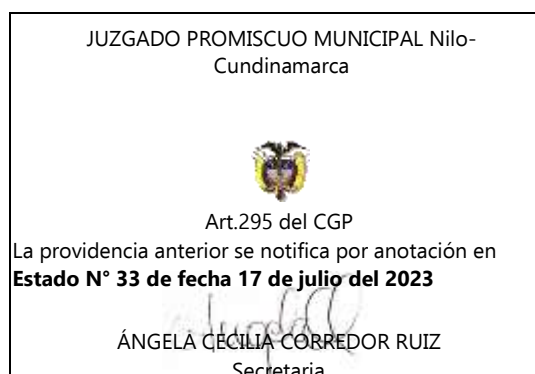 JUZGADO PROMISCUO MUNICIPAL Nilo-
Cundinamarca
Art.295 del CGP
La providencia anterior se notifica por anotación en
Estado N° 33 de fecha 17 de julio del 2023
ÁNGELA CECILIA CORREDOR RUIZ
Secretaria